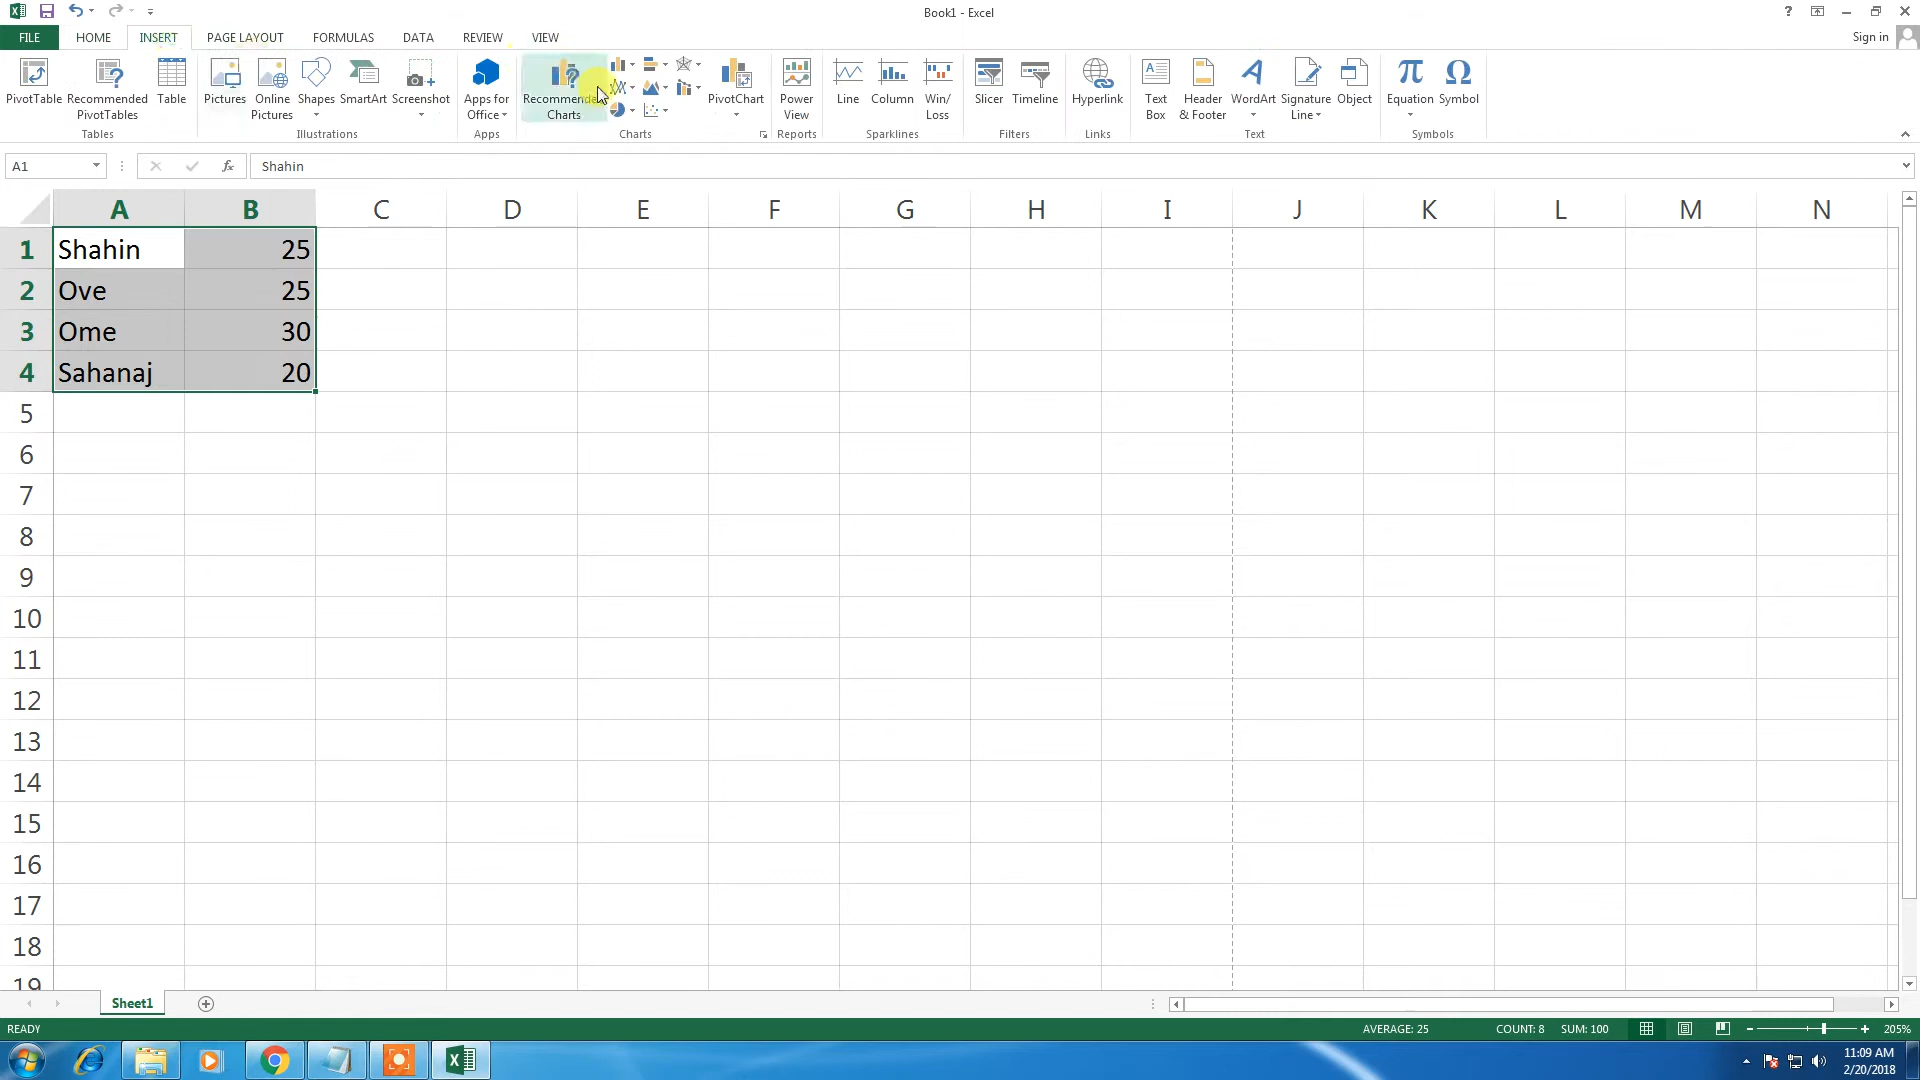 Book1 - Excel
?
FILE HOME INSERT PAGE LAYOUT FORMULAS DATA REVIEW VIEW Sign in
PivotTable Recommended PivotTables Table Pictures Online Pictures Shapes SmartArt Screenshot Apps for Office Recommended Charts PivotChart Power View Line Column Win/Loss Slicer Timeline Hyperlink Text Box Header & Footer WordArt Signature Line Object Equation Symbol
Tables Illustrations Apps Charts Reports Sparklines Filters Links Text Symbols
A1 fx Shahin
A B C D E F G H I J K L M N
1 Shahin 25
2 Ove 25
3 Ome 30
4 Sahanaj 20
5
6
7
8
9
10
11
12
13
14
15
16
17
18
19
Sheet1
READY AVERAGE: 25 COUNT: 8 SUM: 100 205%
11:09 AM
2/20/2018